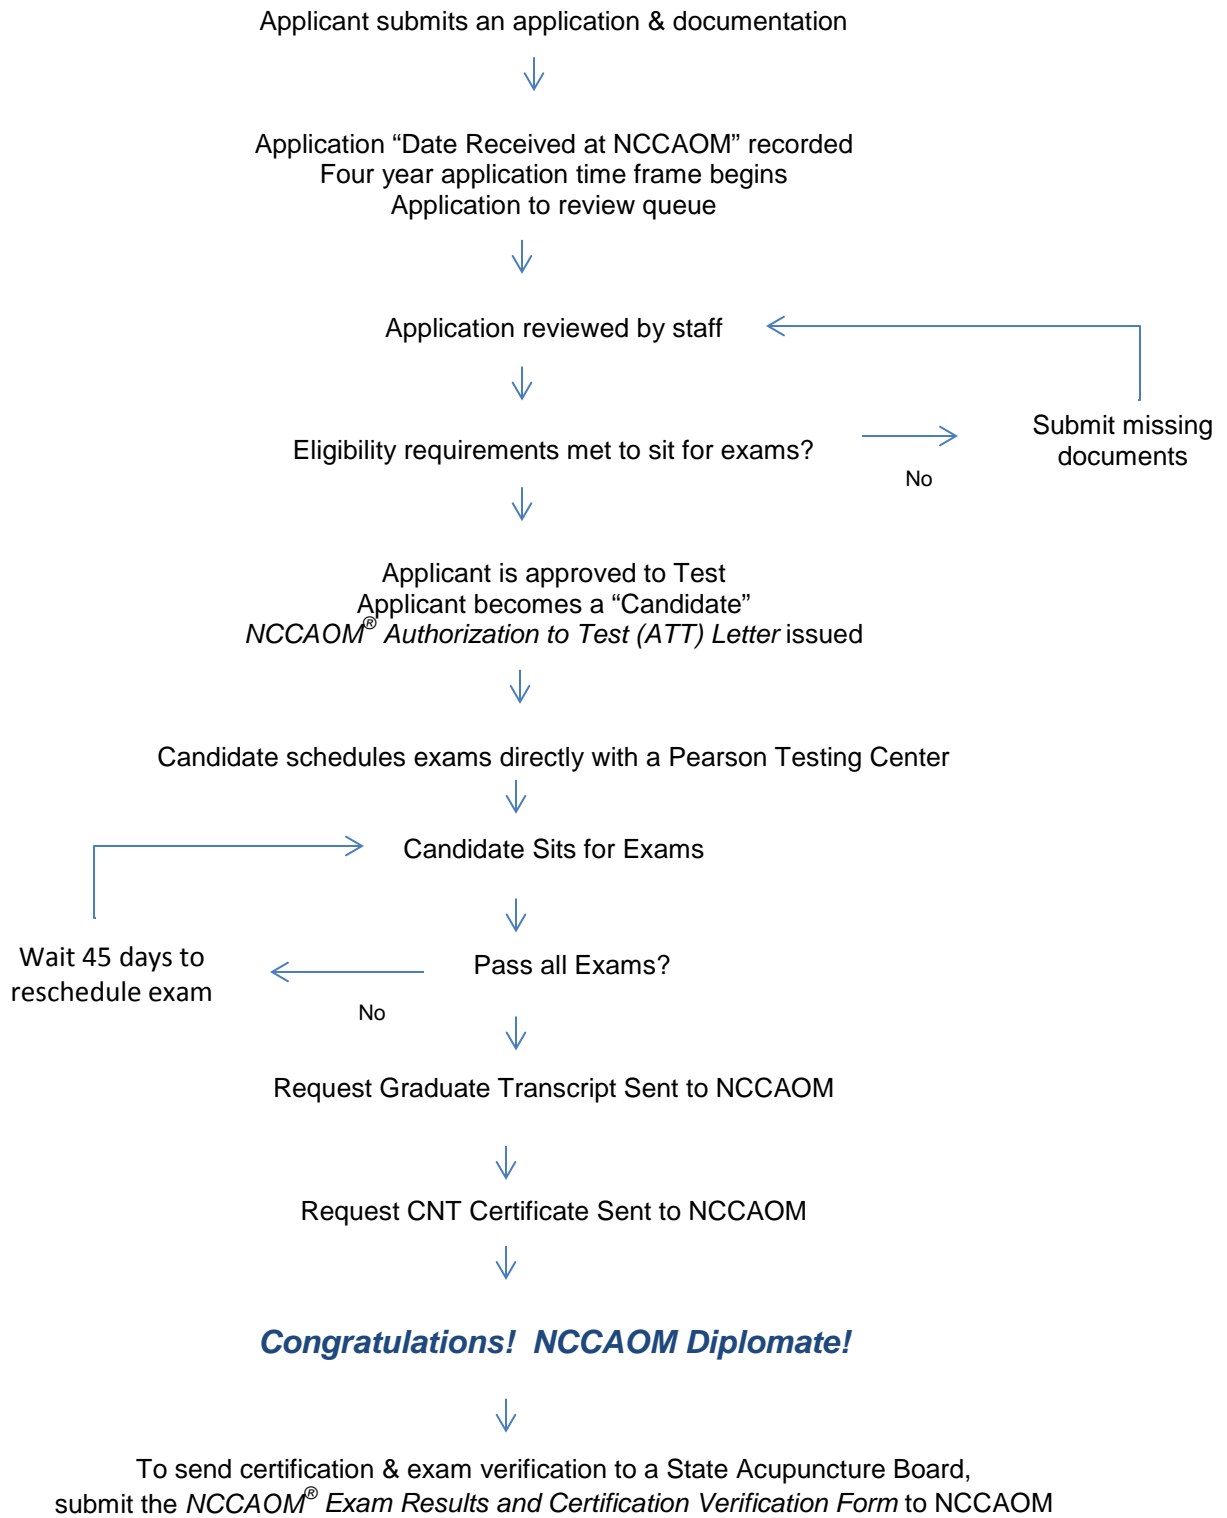 Applicant submits an application & documentation
Application “Date Received at NCCAOM” recorded
Four year application time frame begins
Application to review queue
Application reviewed by staff
Eligibility requirements met to sit for exams?
No
Submit missing
documents
Applicant is approved to Test
Applicant becomes a “Candidate”
NCCAOM® Authorization to Test (ATT) Letter issued
Candidate schedules exams directly with a Pearson Testing Center
Candidate Sits for Exams
Pass all Exams?
No
Wait 45 days to
reschedule exam
Request Graduate Transcript Sent to NCCAOM
Request CNT Certificate Sent to NCCAOM
Congratulations! NCCAOM Diplomate!
To send certification & exam verification to a State Acupuncture Board,
submit the NCCAOM® Exam Results and Certification Verification Form to NCCAOM